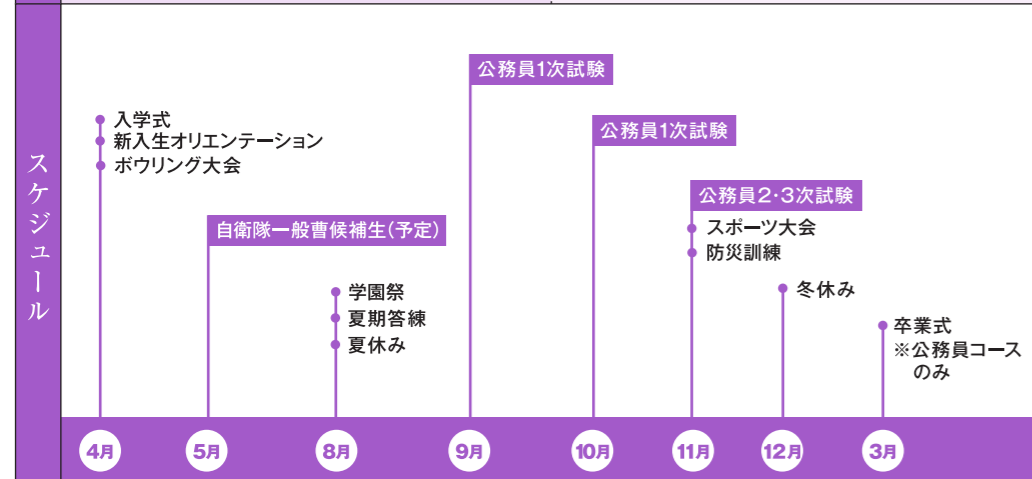 スケジュール
公務員1次試験
入学式
新入生オリエンテーション
ボウリング大会
公務員1次試験
公務員2・3次試験
自衛隊一般曹候補生(予定)
スポーツ大会
防災訓練
学園祭
夏期答練
夏休み
冬休み
卒業式
※公務員コース
のみ
4月
5月
8月
9月
10月
11月
12月
3月